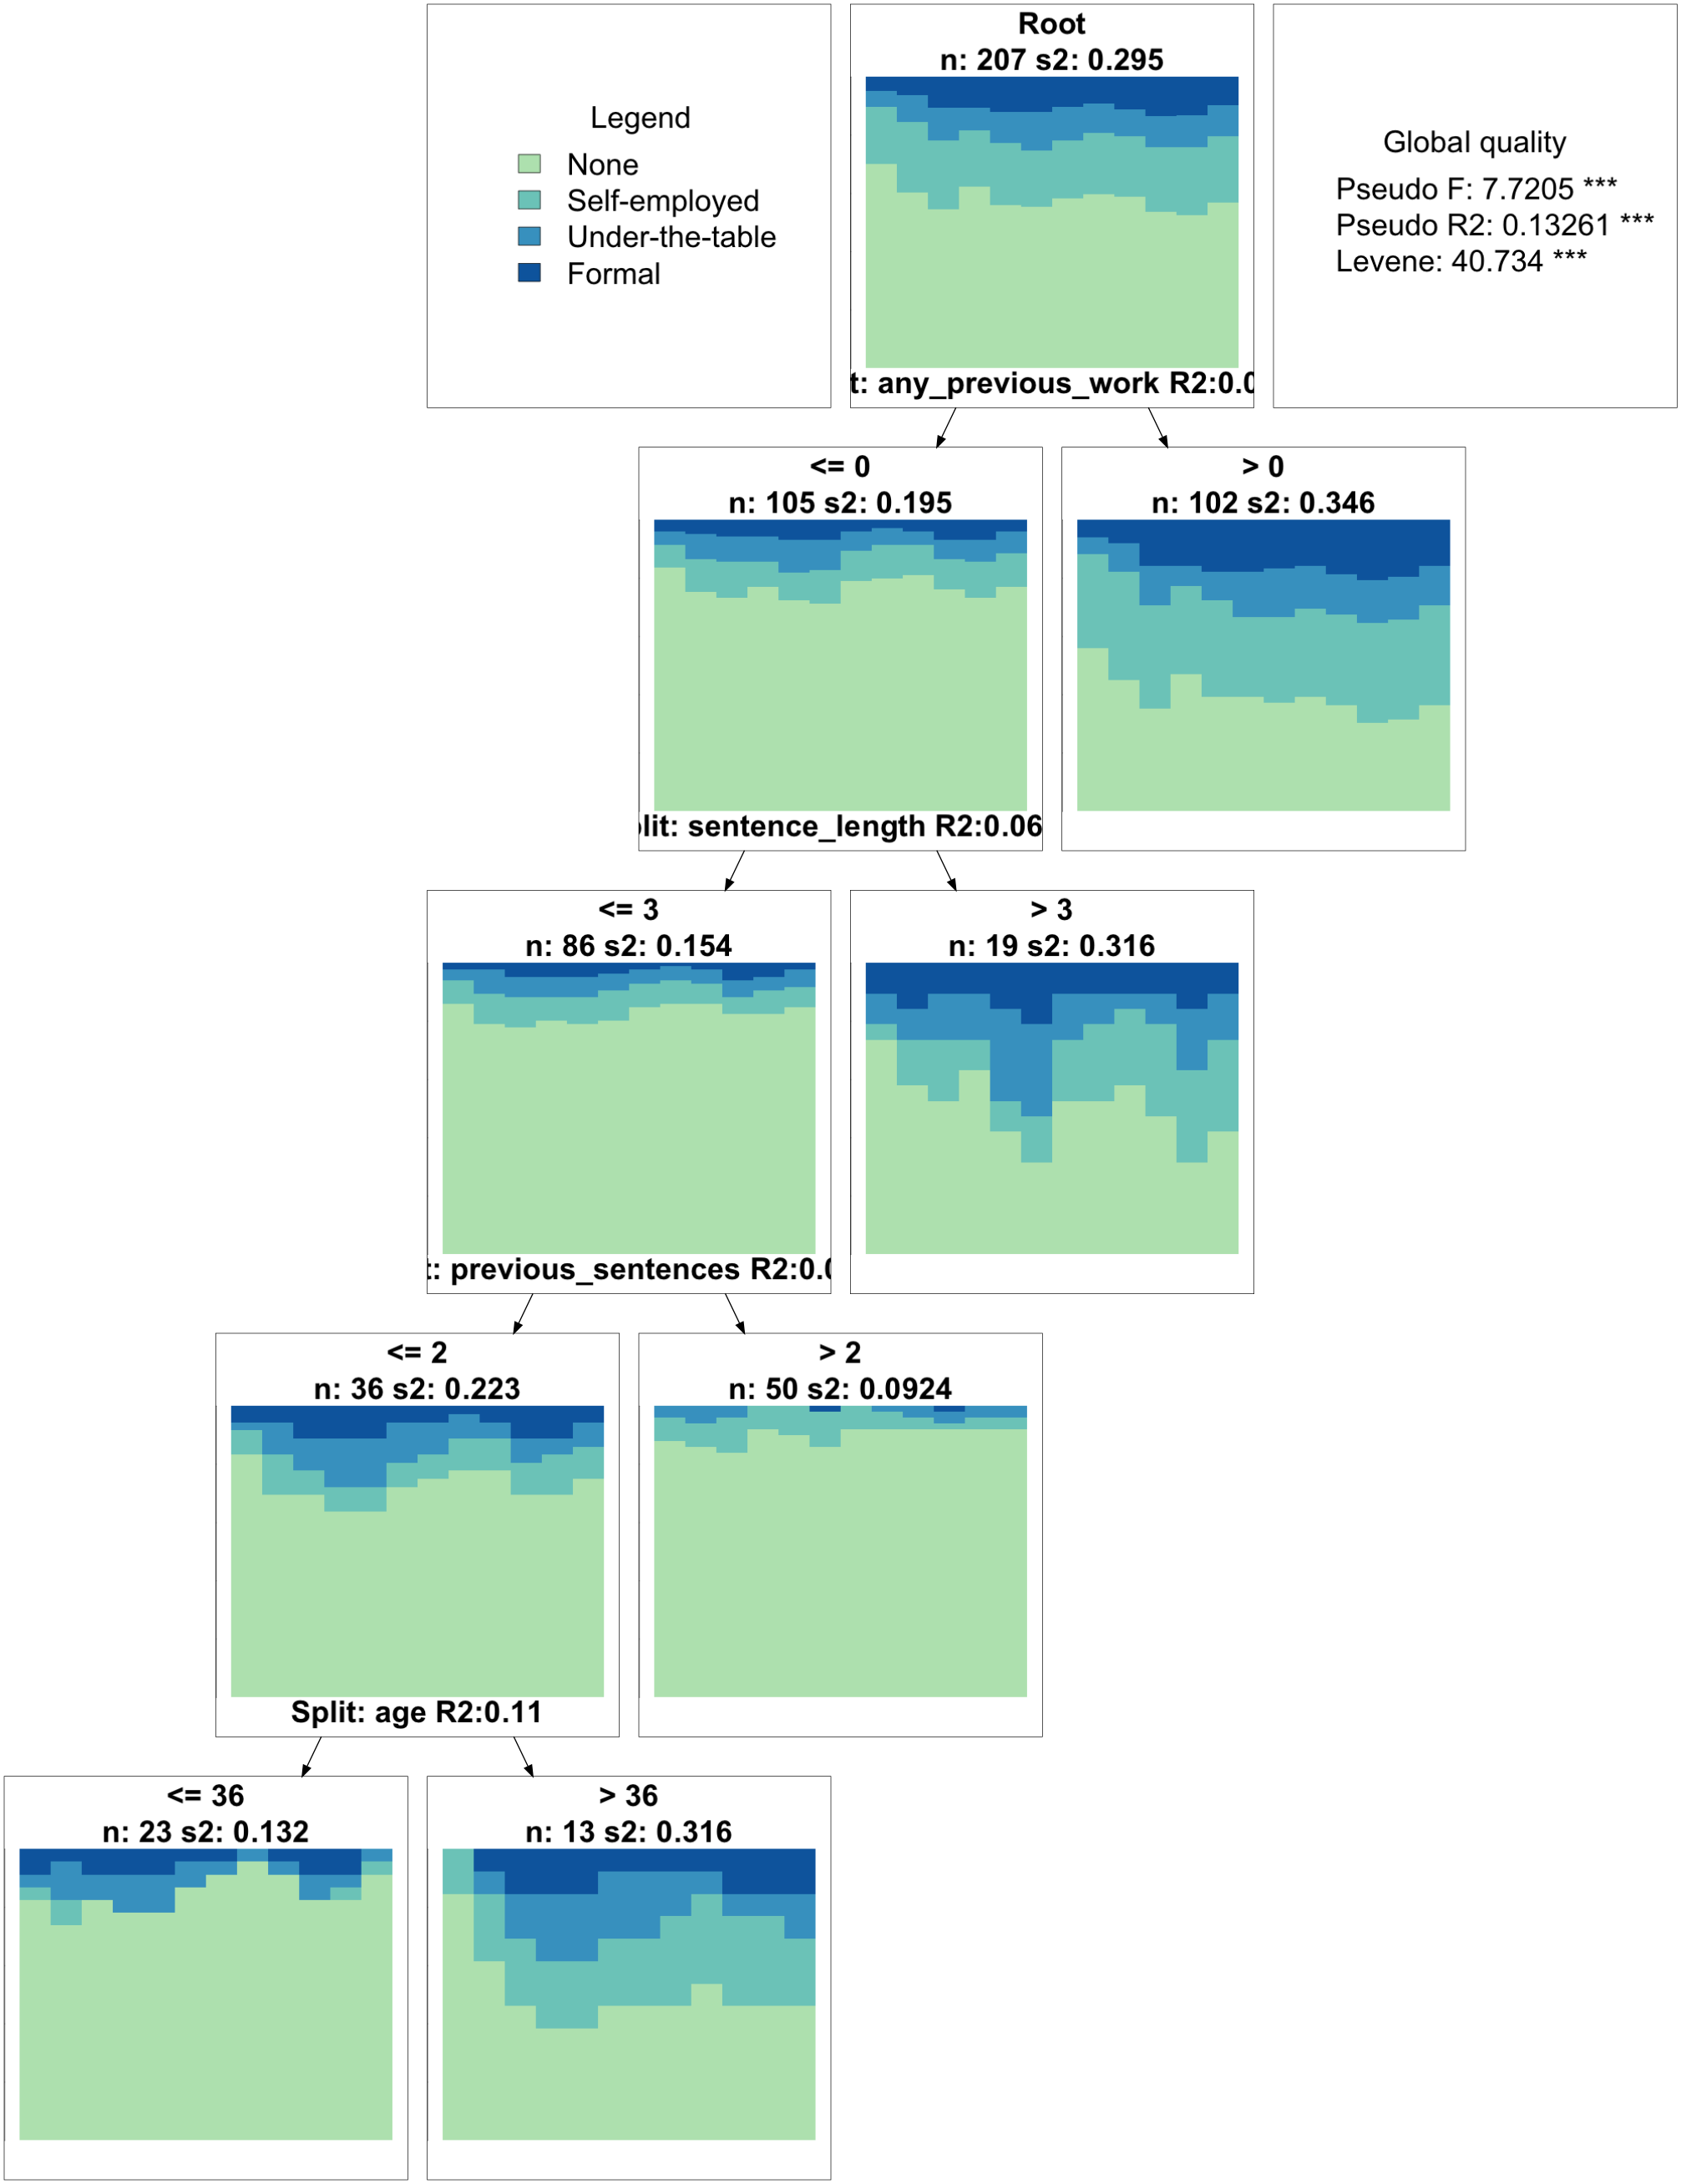 Legend
None
Self-employed
Under-the-table
Formal
Root
n: 207 s2: 0.295
t: any_previous_work R2:0.0
Global quality
Pseudo F: 7.7205 ***
Pseudo R2: 0.13261 ***
Levene: 40.734 ***
<= 0
n: 105 s2: 0.195
lit: sentence_length R2:0.06
> 0
n: 102 s2: 0.346
<= 3
n: 86 s2: 0.154
t: previous_sentences R2:0.0
> 3
n: 19 s2: 0.316
<= 2
n: 36 s2: 0.223
Split: age R2:0.11
> 2
n: 50 s2: 0.0924
<= 36
n: 23 s2: 0.132
> 36
n: 13 s2: 0.316